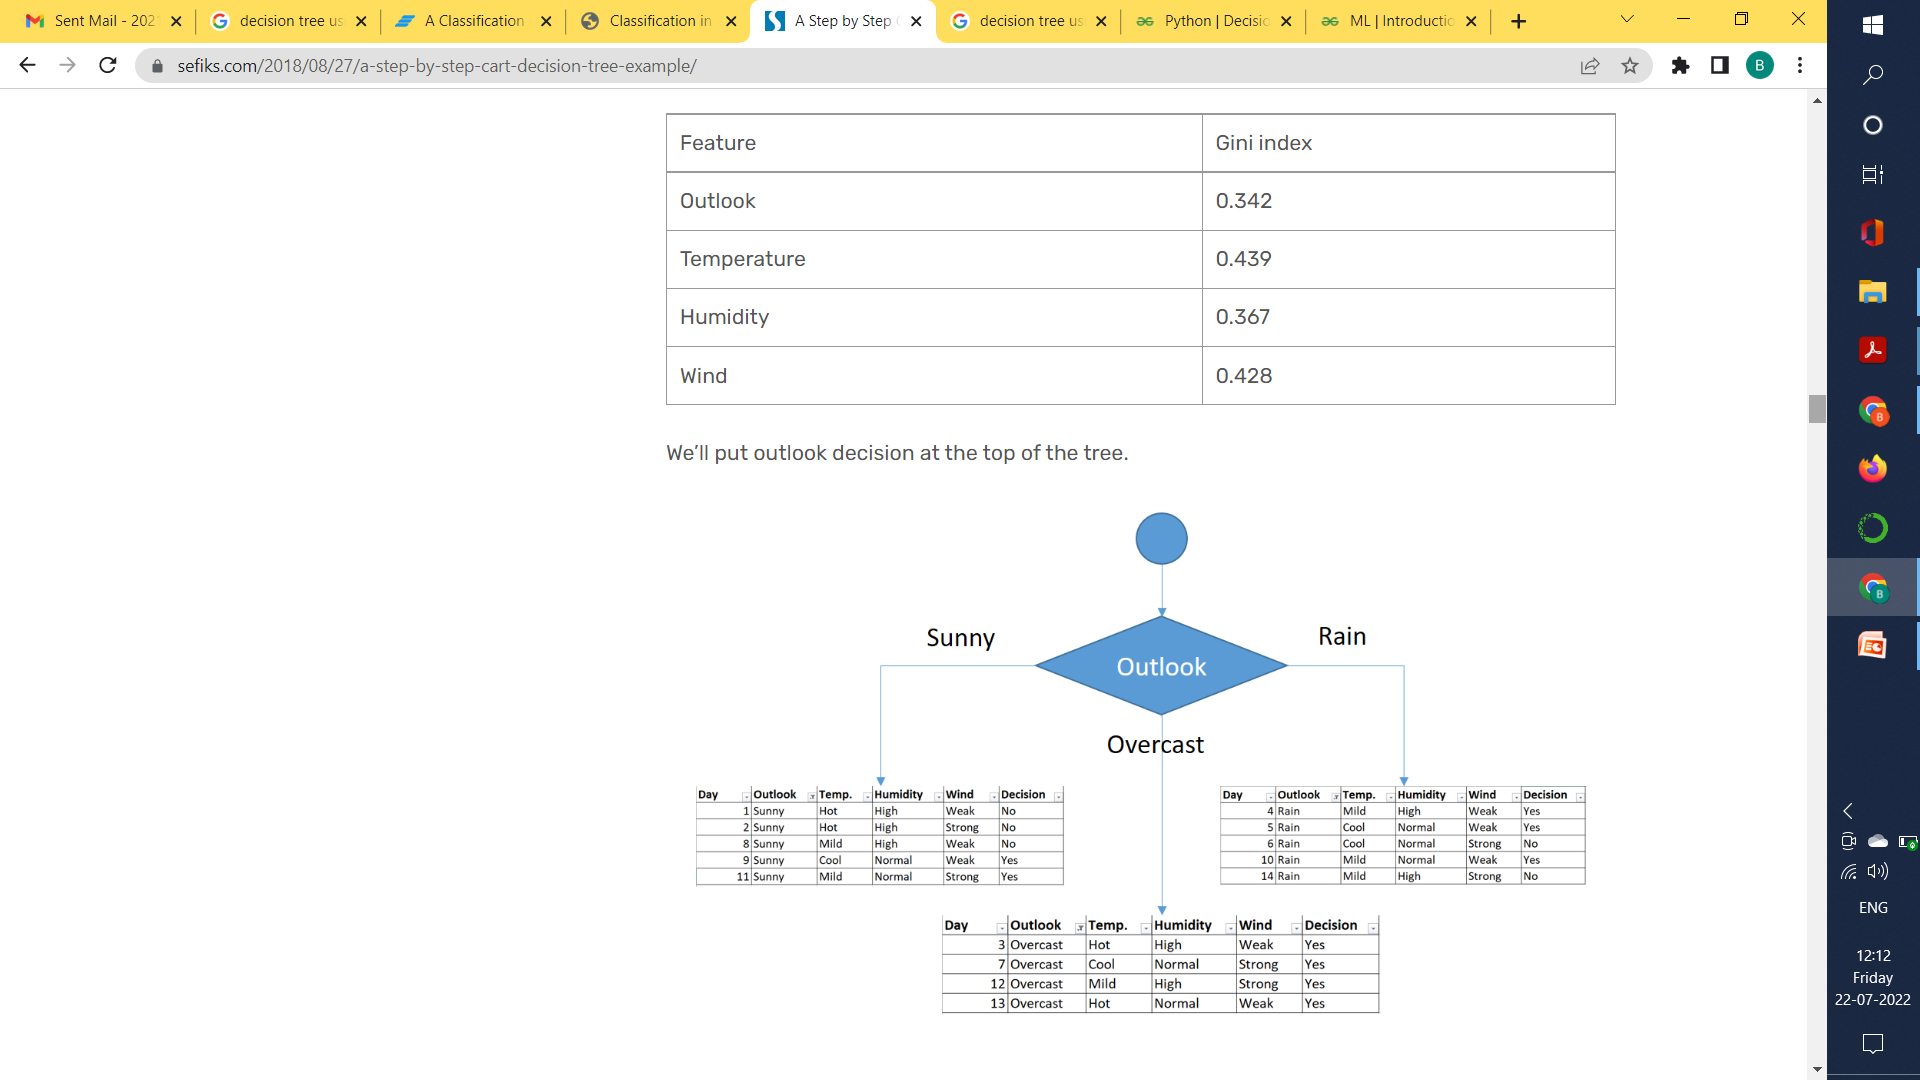 Sent Mail - 202
decision tree us
A Classification
Classification in
A Step by Step
decision tree us
Python | Decisio
ML | Introductio
sefiks.com/2018/08/27/a-step-by-step-cart-decision-tree-example/
B
Feature Gini index
Outlook 0.342
Temperature 0.439
Humidity 0.367
Wind 0.428
We’ll put outlook decision at the top of the tree.
Sunny
Rain
Outlook
Overcast
Day Outlook Temp. Humidity Wind Decision
1 Sunny Hot High Weak No
2 Sunny Hot High Strong No
8 Sunny Mild High Weak No
9 Sunny Cool Normal Weak Yes
11 Sunny Mild Normal Strong Yes
Day Outlook Temp. Humidity Wind Decision
4 Rain Mild High Weak Yes
5 Rain Cool Normal Weak Yes
6 Rain Cool Normal Strong No
10 Rain Mild Normal Weak Yes
14 Rain Mild High Strong No
Day Outlook Temp. Humidity Wind Decision
3 Overcast Hot High Weak Yes
7 Overcast Cool Normal Strong Yes
12 Overcast Mild High Strong Yes
13 Overcast Hot Normal Weak Yes
B
B
ENG
12:12
Friday
22-07-2022